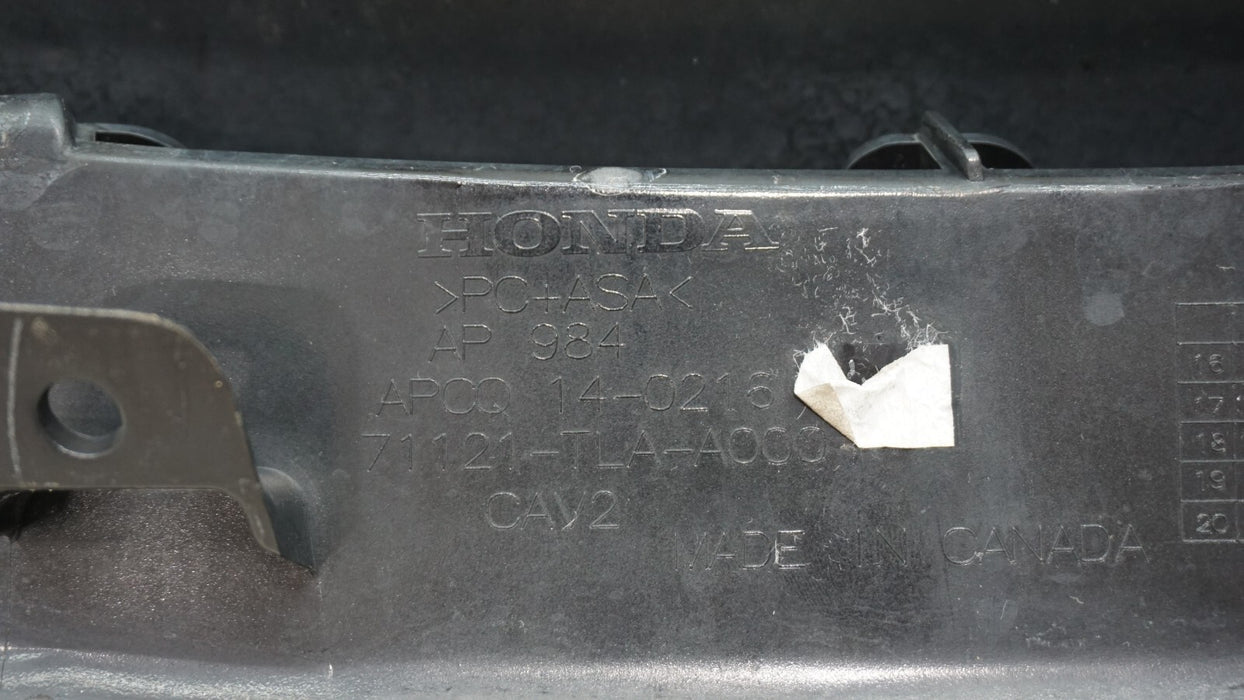 HONDA
>PC+ASA<
AP 984
APCQ 14-0216
71121-TLA-A000
CAV2
MADE IN CANADA
16
17
18
19
20